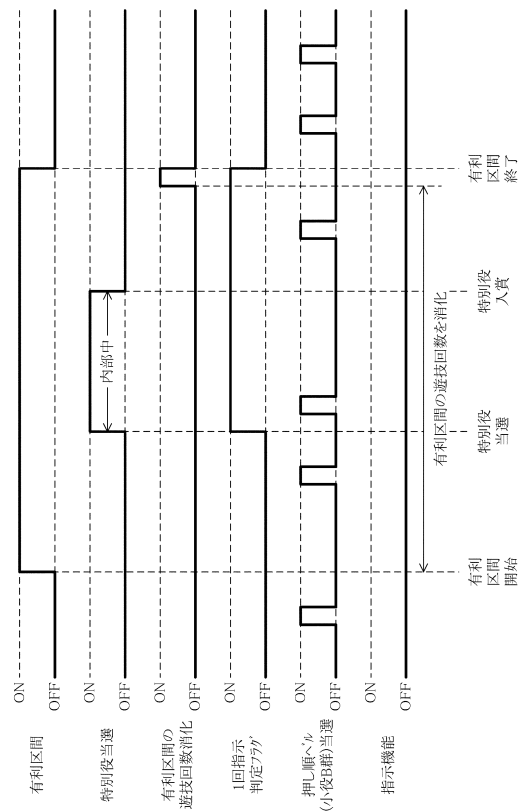 有利区間
ON
OFF
特別役当選
ON
OFF
内部中
有利区間の
遊技回数消化
ON
OFF
1回指示
判定フラグ
ON
OFF
押し順ベル
(小役B群)当選
ON
OFF
指示機能
ON
OFF
有利区間の遊技回数を消化
有利
区間
開始
特別役
当選
特別役
入賞
有利
区間
終了